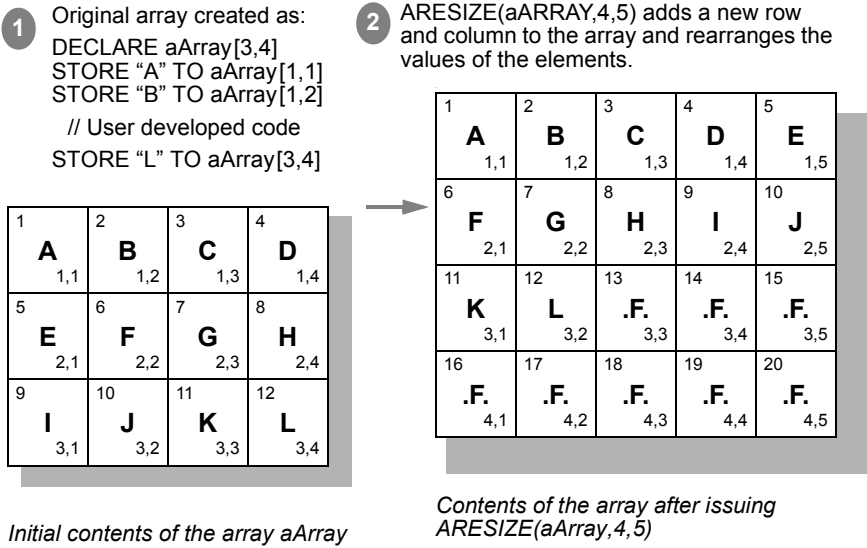 1
Original array created as:
DECLARE aArray[3,4]
STORE “A” TO aArray[1,1]
STORE “B” TO aArray[1,2]
// User developed code
STORE “L” TO aArray[3,4]
1 2 3 4
A B C D
1,1 1,2 1,3 1,4
5 6 7 8
E F G H
2,1 2,2 2,3 2,4
9 10 11 12
I J K L
3,1 3,2 3,3 3,4
Initial contents of the array aArray
2
ARESIZE(aARRAY,4,5) adds a new row
and column to the array and rearranges the
values of the elements.
1 2 3 4 5
A B C D E
1,1 1,2 1,3 1,4 1,5
6 7 8 9 10
F G H I J
2,1 2,2 2,3 2,4 2,5
11 12 13 14 15
K L .F. .F. .F.
3,1 3,2 3,3 3,4 3,5
16 17 18 19 20
.F. .F. .F. .F. .F.
4,1 4,2 4,3 4,4 4,5
Contents of the array after issuing
ARESIZE(aArray,4,5)